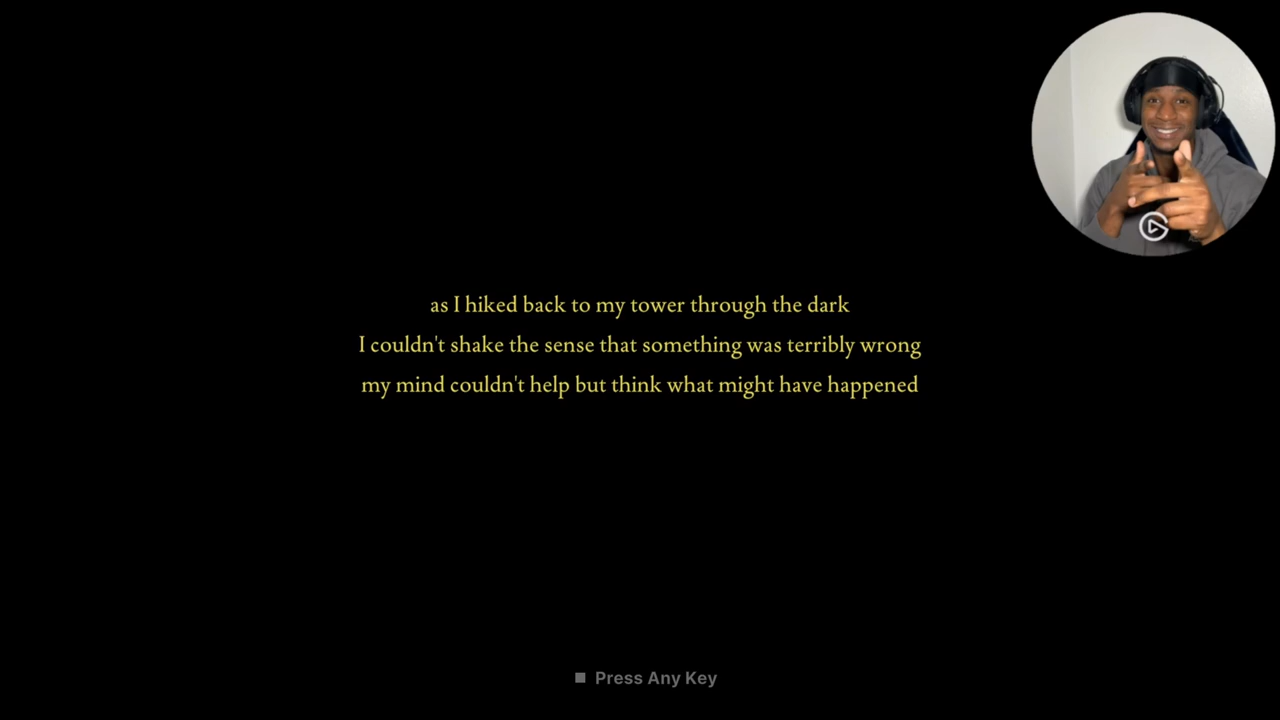 as I hiked back to my tower through the dark
I couldn't shake the sense that something was terribly wrong
my mind couldn't help but think what might have happened
Press Any Key